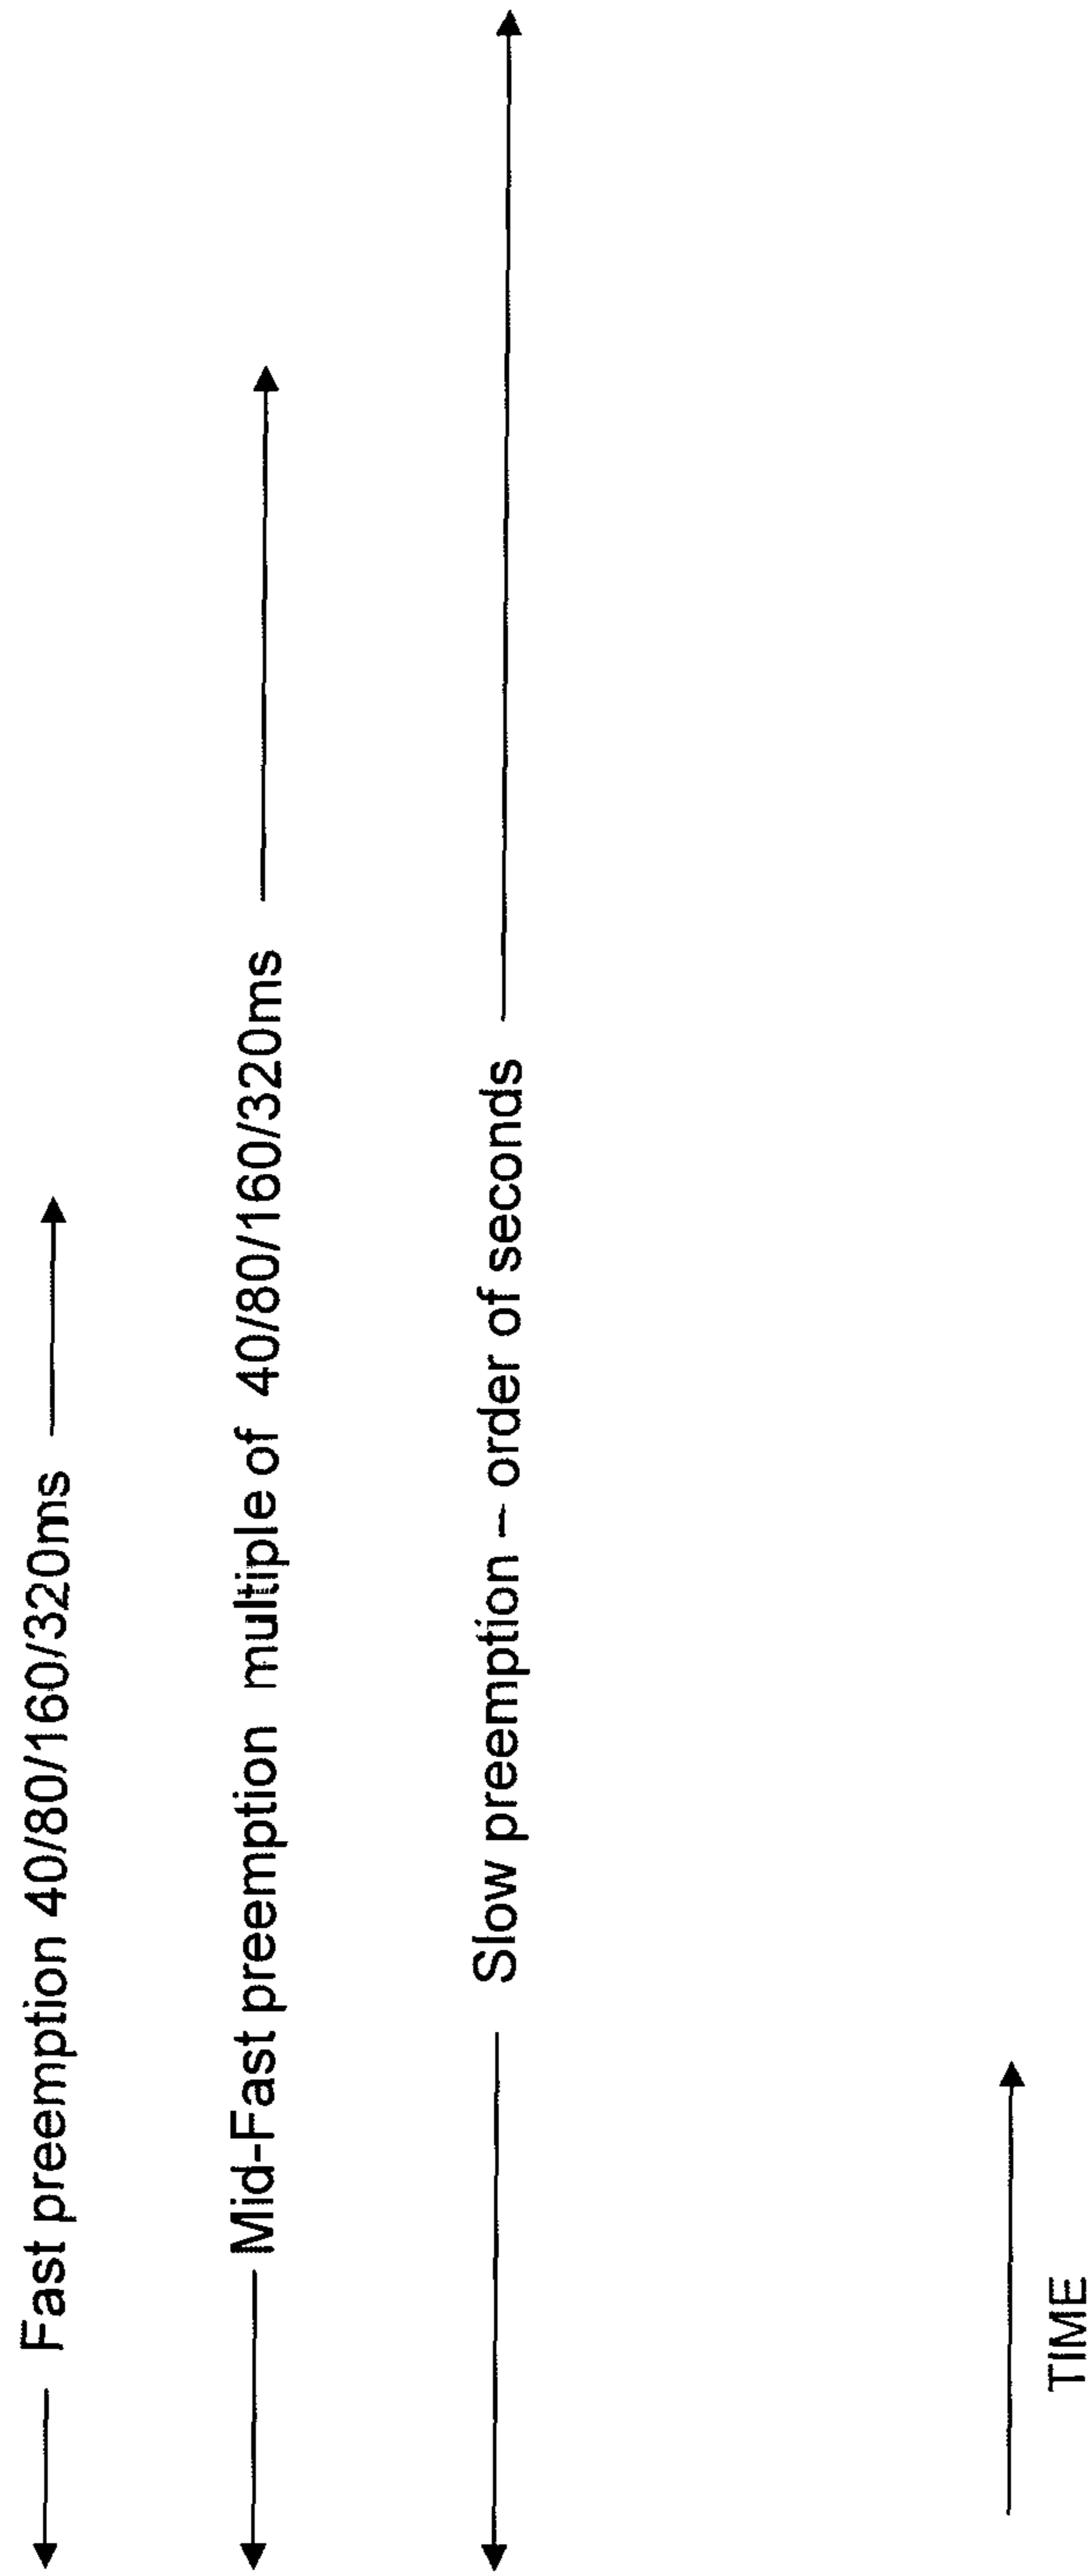 Fast preemption 40/80/160/320ms
Mid-Fast preemption multiple of 40/80/160/320ms
Slow preemption – order of seconds
TIME